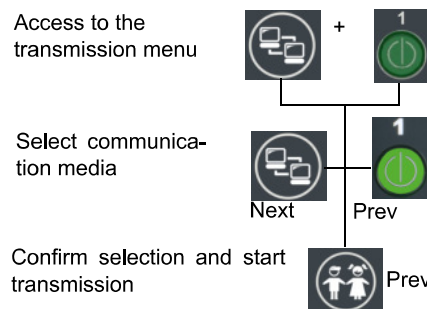 Access to the
transmission menu
+
1
Select communica-
tion media
1
Next
Prev
Confirm selection and start
transmission
Prev